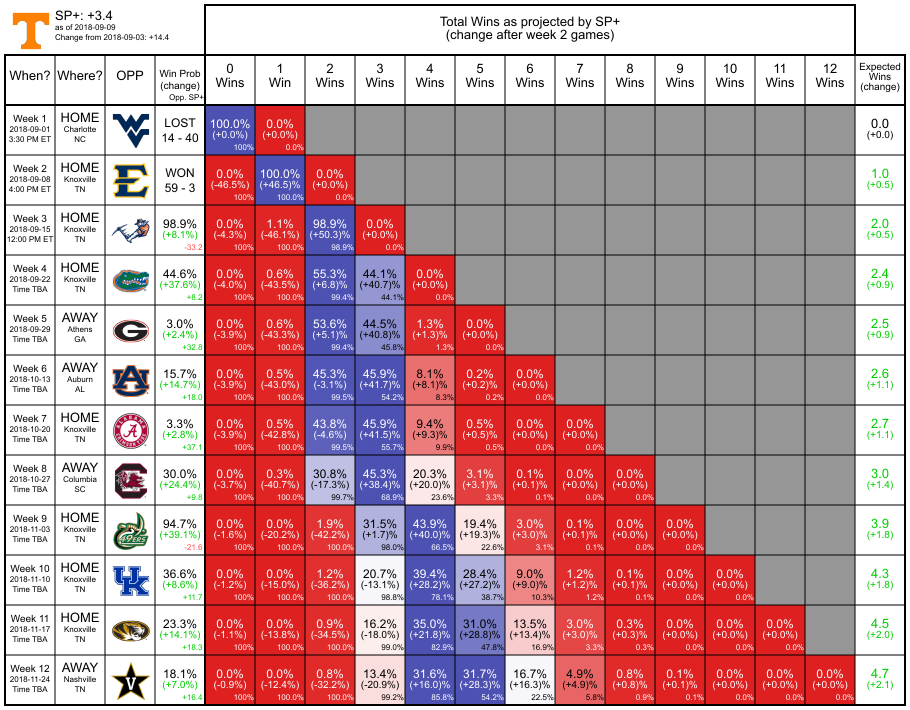 SP+: +3.4
as of 2018-09-09
Change from 2018-09-03: +14.4
Total Wins as projected by SP+
(change after week 2 games)
When? Where? OPP Win Prob (change) Opp. SP+ 0 Wins 1 Win 2 Wins 3 Wins 4 Wins 5 Wins 6 Wins 7 Wins 8 Wins 9 Wins 10 Wins 11 Wins 12 Wins Expected Wins (change)
Week 1 HOME LOST 100.0% 0.0% 0.0
2018-09-01 Charlotte 14 - 40 (+0.0%) (+0.0%) (+0.0)
3:30 PM ET NC 100% 0.0%
Week 2 HOME WON 0.0% 100.0% 0.0% 1.0
2018-09-08 Knoxville 59 - 3 (-46.5%) (+46.5)% (+0.0%) (+0.5)
4:00 PM ET TN 100% 100.0% 0.0%
Week 3 HOME 98.9% 0.0% 1.1% 98.9% 0.0% 2.0
2018-09-15 Knoxville (+8.1%) (-4.3%) (-46.1%) (+50.3)% (+0.0%) (+0.5)
12:00 PM ET TN -33.2 100% 100.0% 98.9% 0.0%
Week 4 HOME 44.6% 0.0% 0.6% 55.3% 44.1% 0.0% 2.4
2018-09-22 Knoxville (+37.6%) (-4.0%) (-43.5%) (+6.8)% (+40.7)% (+0.0%) (+0.9)
Time TBA TN +8.2 100% 100.0% 99.4% 44.1% 0.0%
Week 5 AWAY 3.0% 0.0% 0.6% 53.6% 44.5% 1.3% 0.0% 2.5
2018-09-29 Athens (+2.4%) (-3.9%) (-43.3%) (+5.1)% (+40.8)% (+1.3)% (+0.0%) (+0.9)
Time TBA GA +32.8 100% 100.0% 99.4% 45.8% 1.3% 0.0%
Week 6 AWAY 15.7% 0.0% 0.5% 45.3% 45.9% 8.1% 0.2% 0.0% 2.6
2018-10-13 Auburn (+14.7%) (-3.9%) (-43.0%) (-3.1%) (+41.7)% (+8.1)% (+0.2)% (+0.0%) (+1.1)
Time TBA AL +18.0 100% 100.0% 99.5% 54.2% 8.3% 0.2% 0.0%
Week 7 HOME 3.3% 0.0% 0.5% 43.8% 45.9% 9.4% 0.5% 0.0% 0.0% 2.7
2018-10-20 Knoxville (+2.8%) (-3.9%) (-42.8%) (-4.6%) (+41.5)% (+9.3)% (+0.5)% (+0.0)% (+0.0%) (+1.1)
Time TBA TN +37.1 100% 100.0% 99.5% 55.7% 9.9% 0.5% 0.0% 0.0%
Week 8 AWAY 30.0% 0.0% 0.3% 30.8% 45.3% 20.3% 3.1% 0.1% 0.0% 0.0% 3.0
2018-10-27 Columbia (+24.4%) (-3.7%) (-40.7%) (-17.3%) (+38.4)% (+20.0)% (+3.1)% (+0.1)% (+0.0)% (+0.0%) (+1.4)
Time TBA SC +9.8 100% 100.0% 99.7% 68.9% 23.6% 3.3% 0.1% 0.0% 0.0%
Week 9 HOME 94.7% 0.0% 0.0% 1.9% 31.5% 43.9% 19.4% 3.0% 0.1% 0.0% 0.0% 3.9
2018-11-03 Knoxville (+39.1%) (-1.6%) (-20.2%) (-42.2%) (+1.7)% (+40.0)% (+19.3)% (+3.0)% (+0.1)% (+0.0)% (+0.0%) (+1.8)
Time TBA TN -21.6 100% 100.0% 100.0% 98.0% 66.5% 22.6% 3.1% 0.1% 0.0% 0.0%
Week 10 HOME 36.6% 0.0% 0.0% 1.2% 20.7% 39.4% 28.4% 9.0% 1.2% 0.1% 0.0% 0.0% 4.3
2018-11-10 Knoxville (+8.6%) (-1.2%) (-15.0%) (-36.2%) (-13.1%) (+28.2)% (+27.2)% (+9.0)% (+1.2)% (+0.1)% (+0.0)% (+0.0%) (+1.8)
Time TBA TN +11.7 100% 100.0% 100.0% 98.8% 78.1% 38.7% 10.3% 1.2% 0.1% 0.0% 0.0%
Week 11 HOME 23.3% 0.0% 0.0% 0.9% 16.2% 35.0% 31.0% 13.5% 3.0% 0.3% 0.0% 0.0% 0.0% 4.5
2018-11-17 Knoxville (+14.1%) (-1.1%) (-13.8%) (-34.5%) (-18.0%) (+21.8)% (+28.8)% (+13.4)% (+3.0)% (+0.3)% (+0.0)% (+0.0)% (+0.0%) (+2.0)
Time TBA TN +18.3 100% 100.0% 100.0% 99.0% 82.9% 47.8% 16.9% 3.3% 0.3% 0.0% 0.0% 0.0%
Week 12 AWAY 18.1% 0.0% 0.0% 0.8% 13.4% 31.6% 31.7% 16.7% 4.9% 0.8% 0.1% 0.0% 0.0% 0.0% 4.7
2018-11-24 Nashville (+7.0%) (-0.9%) (-12.4%) (-32.2%) (-20.9%) (+16.0)% (+28.3)% (+16.3)% (+4.9)% (+0.8)% (+0.1)% (+0.0)% (+0.0)% (+0.0%) (+2.1)
Time TBA TN +16.4 100% 100.0% 100.0% 99.2% 85.8% 54.2% 22.5% 5.8% 0.9% 0.1% 0.0% 0.0% 0.0%